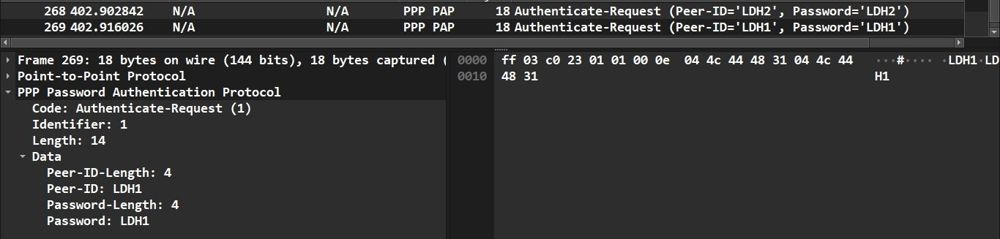 268 402.902842 N/A N/A PPP PAP 18 Authenticate-Request (Peer-ID='LDH2', Password='LDH2')
269 402.916026 N/A N/A PPP PAP 18 Authenticate-Request (Peer-ID='LDH1', Password='LDH1')
Frame 269: 18 bytes on wire (144 bits), 18 bytes captured (
Point-to-Point Protocol
PPP Password Authentication Protocol
Code: Authenticate-Request (1)
Identifier: 1
Length: 14
Data
Peer-ID-Length: 4
Peer-ID: LDH1
Password-Length: 4
Password: LDH1
0000 ff 03 c0 23 01 01 00 0e 04 4c 44 48 31 04 4c 44 ···#···· ·LDH1·LD
0010 48 31 H1